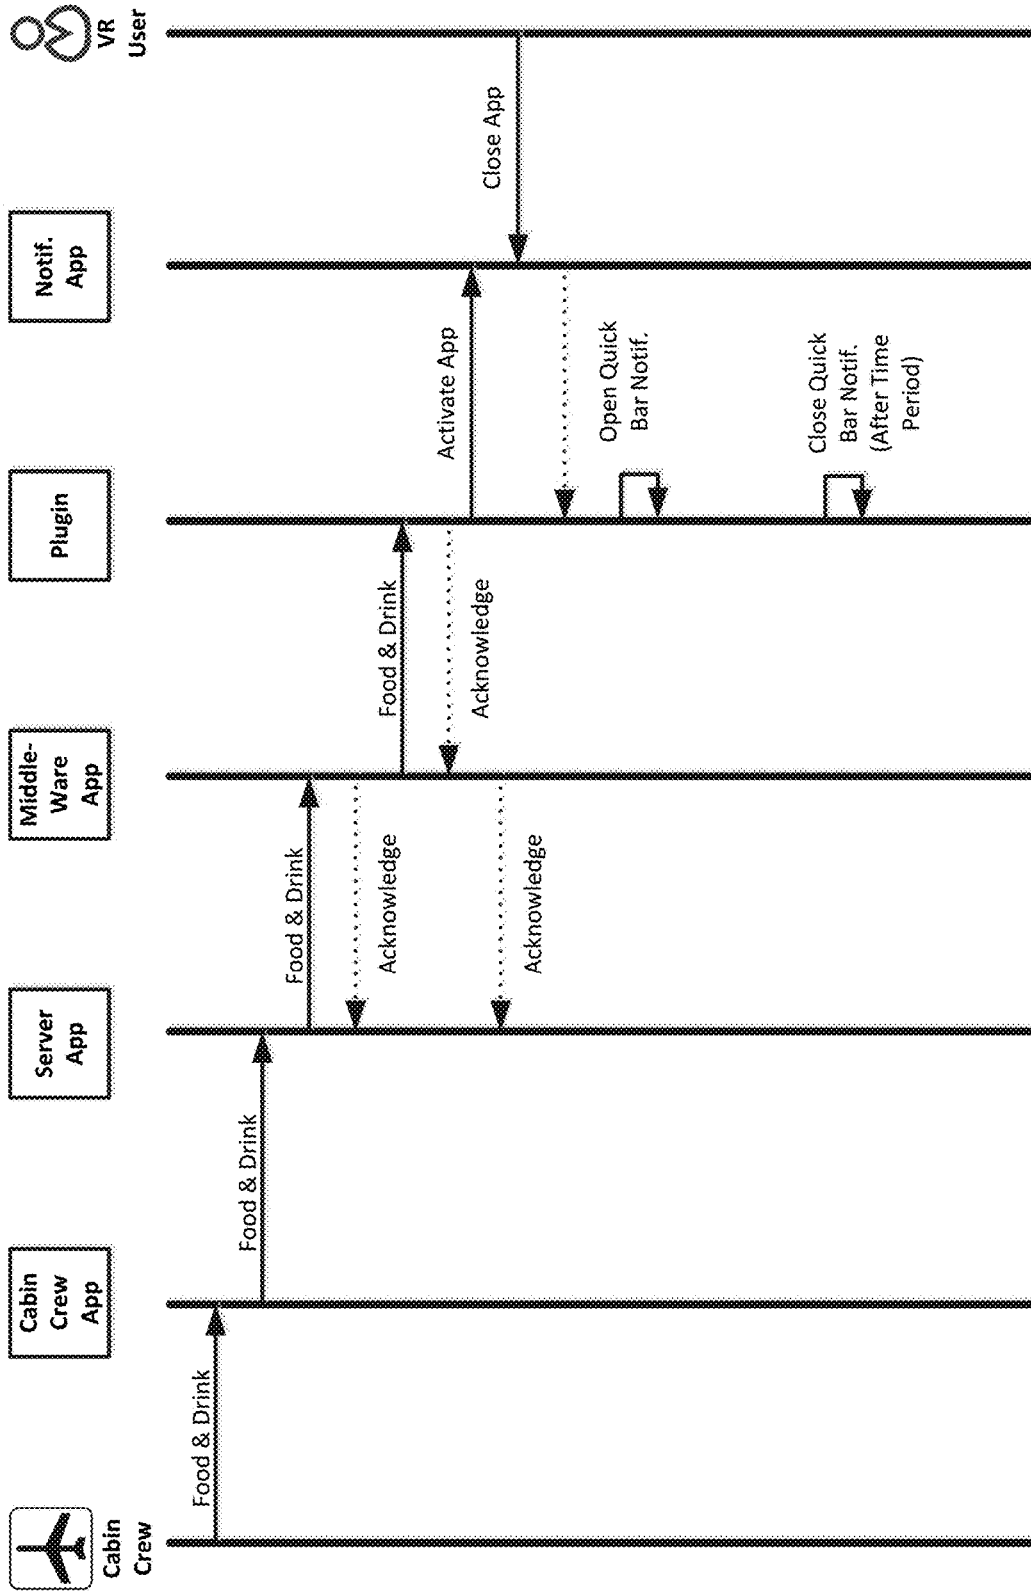 Cabin
Crew
Cabin
Crew
App
Server
App
Middle-
Ware
App
Plugin
Notif.
App
VR
User
Food & Drink
Food & Drink
Food & Drink
Acknowledge
Food & Drink
Acknowledge
Activate App
Acknowledge
Close App
Open Quick
Bar Notif.
Close Quick
Bar Notif.
(After Time
Period)